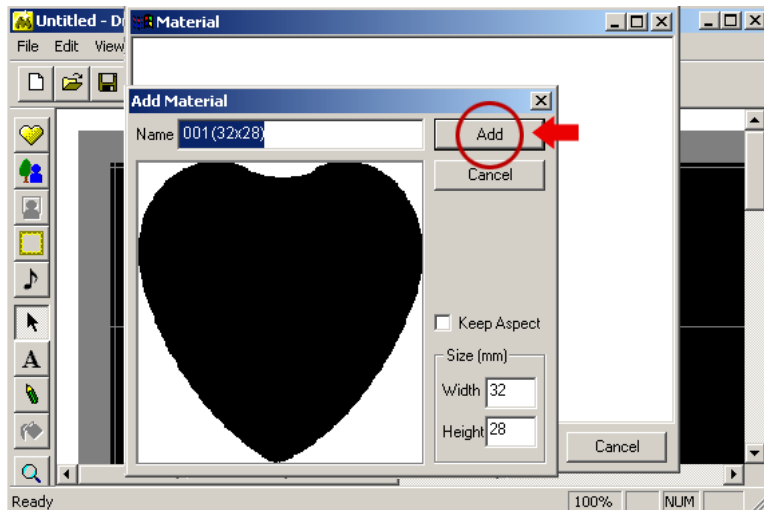 Untitled - D
Material
File Edit View
Add Material
Name 001(32x28)
Add
Cancel
Keep Aspect
Size (mm)
Width 32
Height 28
Cancel
A
Ready
100%
NUM